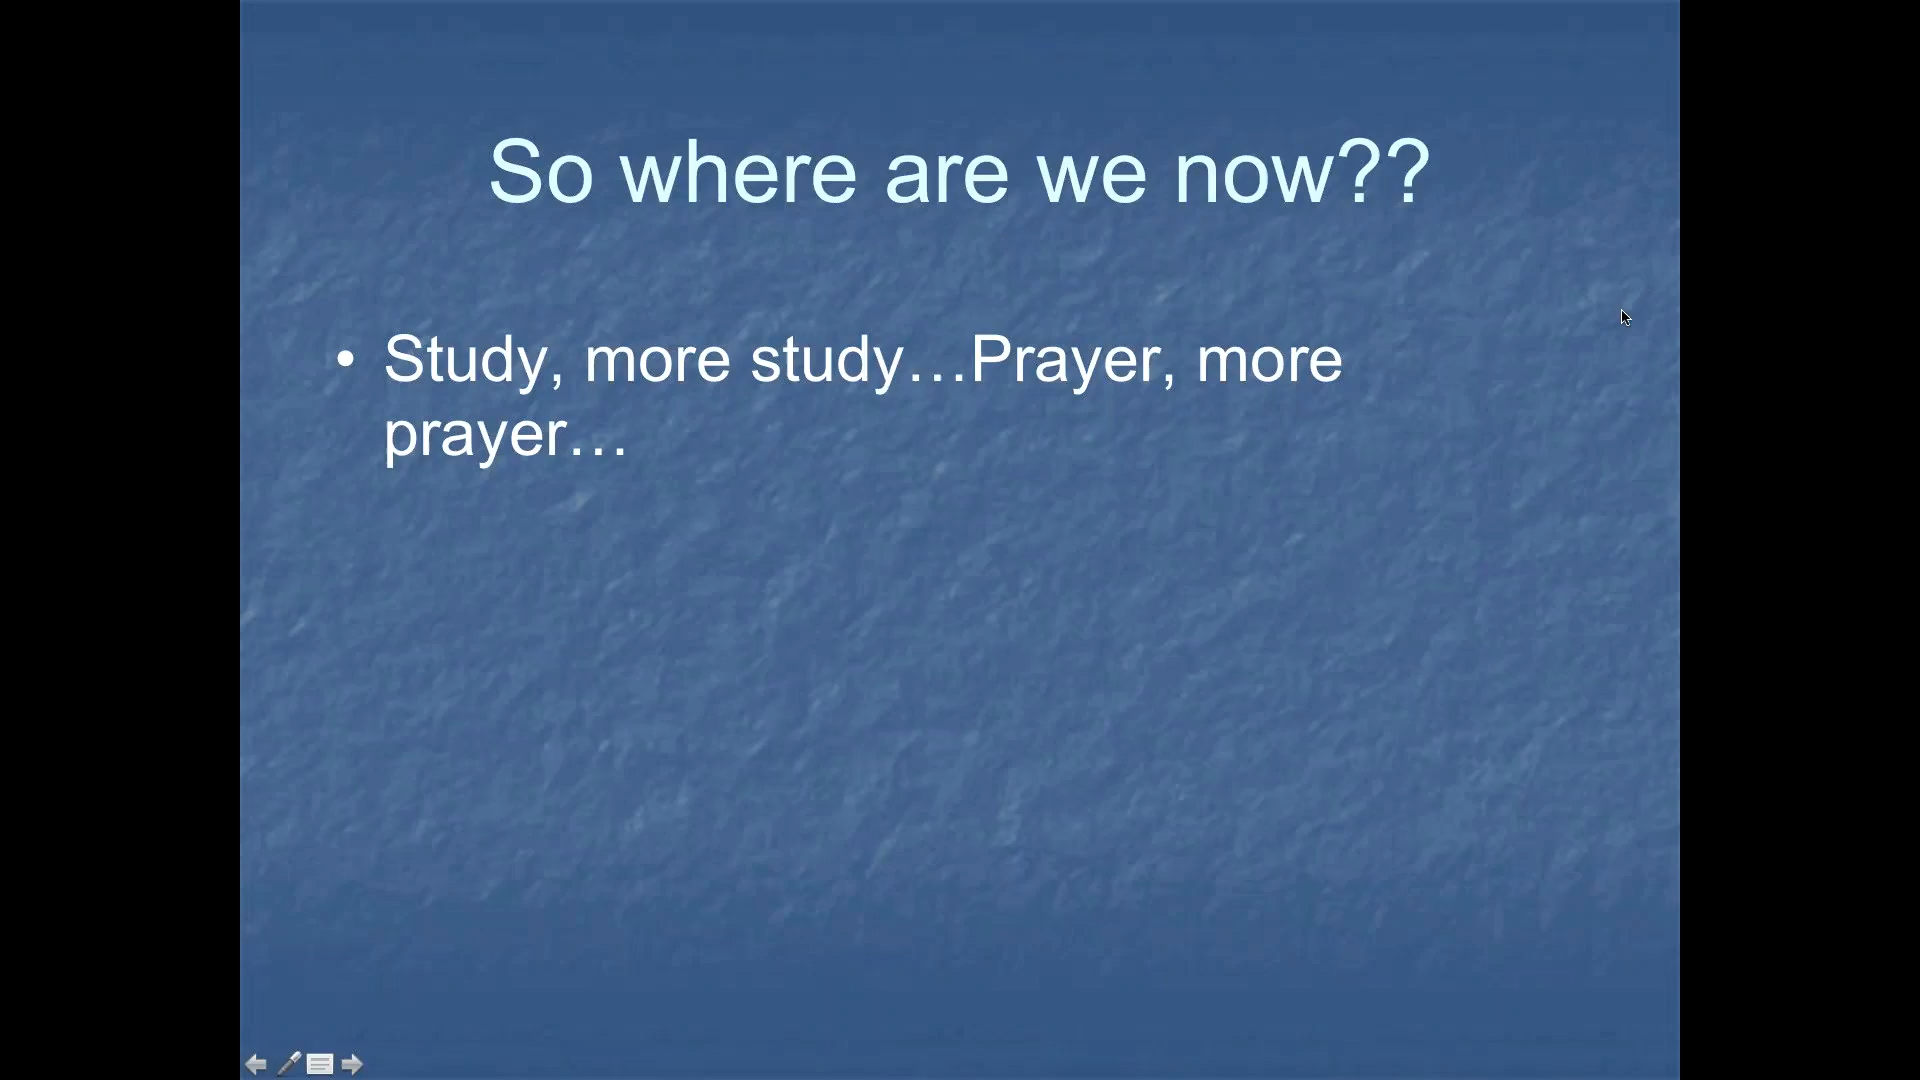 So where are we now??
• Study, more study…Prayer, more
prayer…